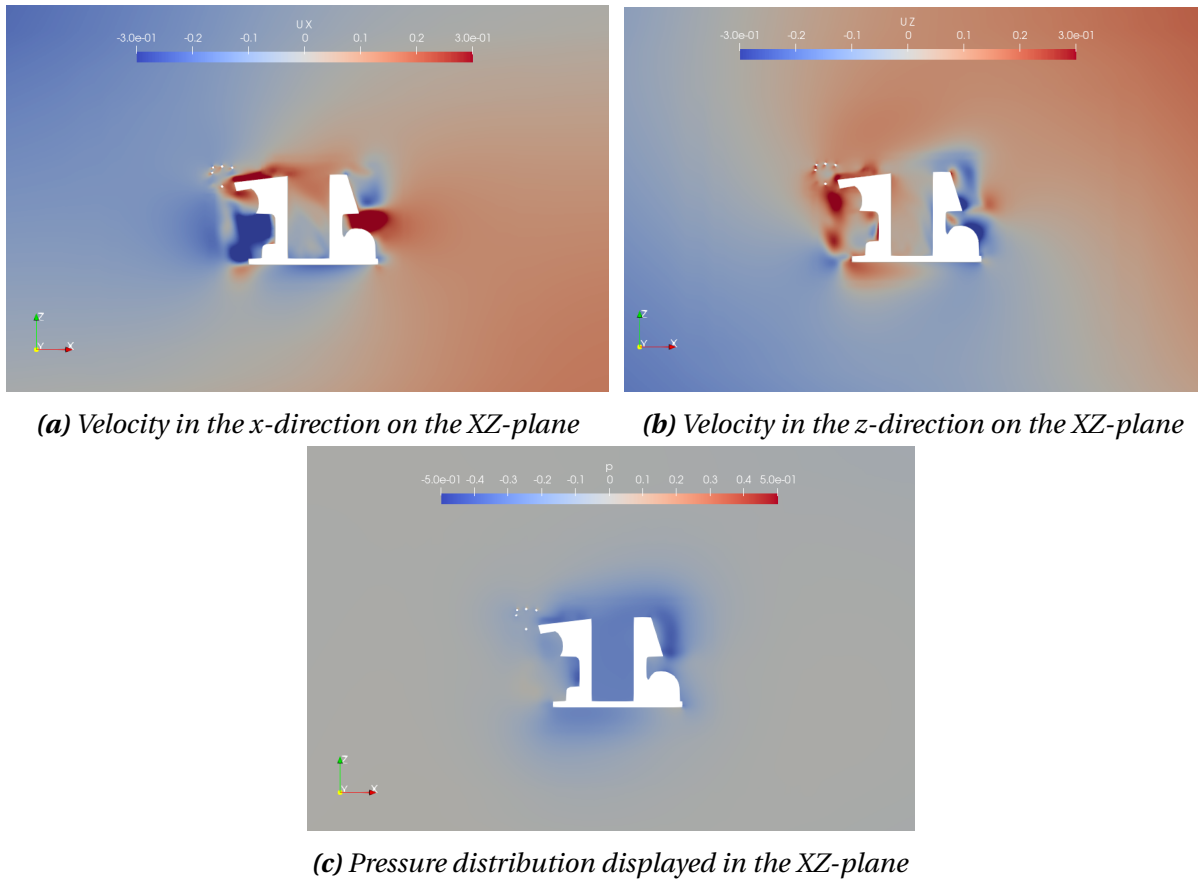 U X
-3.0e-01 -0.2 -0.1 0 0.1 0.2 3.0e-01
Z
Y X
(a) Velocity in the x-direction on the XZ-plane
U Z
-3.0e-01 -0.2 -0.1 0 0.1 0.2 3.0e-01
Z
Y X
(b) Velocity in the z-direction on the XZ-plane
p
-5.0e-01 -0.4 -0.3 -0.2 -0.1 0 0.1 0.2 0.3 0.4 5.0e-01
Z
Y X
(c) Pressure distribution displayed in the XZ-plane